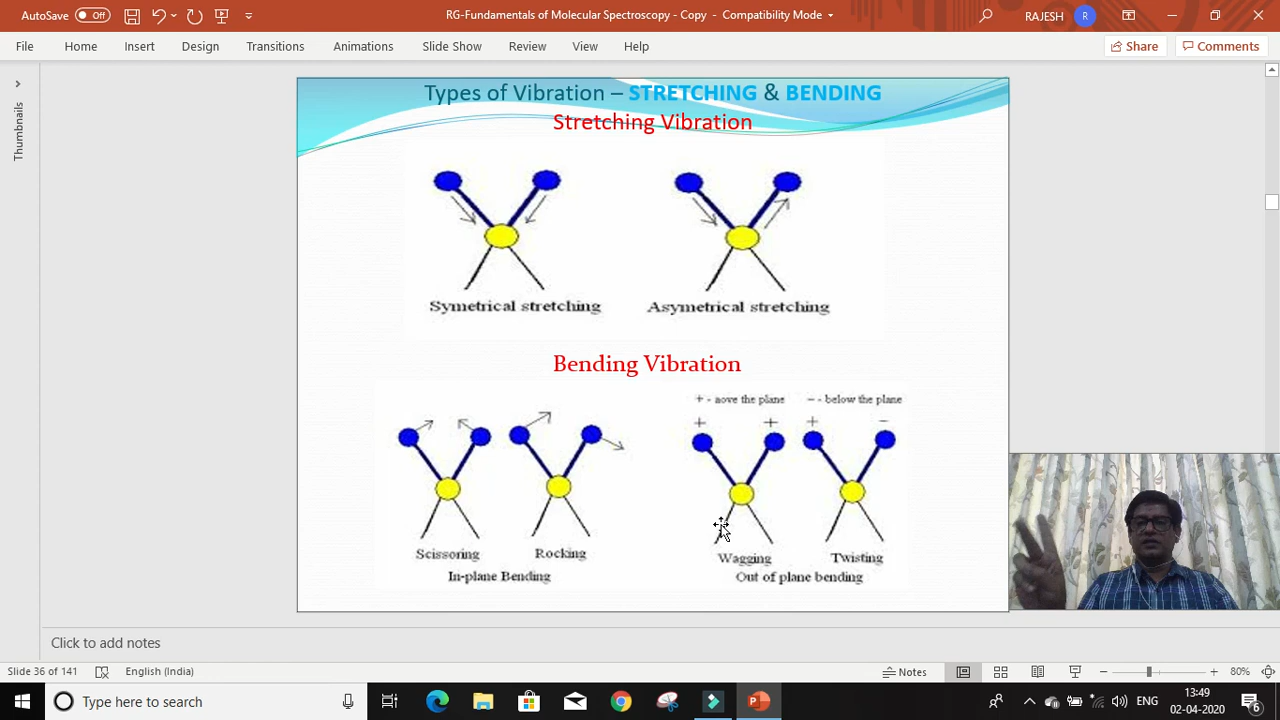 AutoSave Off RG-Fundamentals of Molecular Spectroscopy - Copy - Compatibility Mode RAJESH R
File Home Insert Design Transitions Animations Slide Show Review View Help Share Comments
Thumbnails
Types of Vibration – STRETCHING & BENDING
Stretching Vibration
Symetrical stretching Asymetrical stretching
Bending Vibration
+ - aove the plane — - below the plane
+ + + −
Scissoring Rocking Wagging Twisting
In-plane Bending Out of plane bending
Click to add notes
Slide 36 of 141 English (India) Notes 80%
Type here to search ENG 13:49
02-04-2020 6